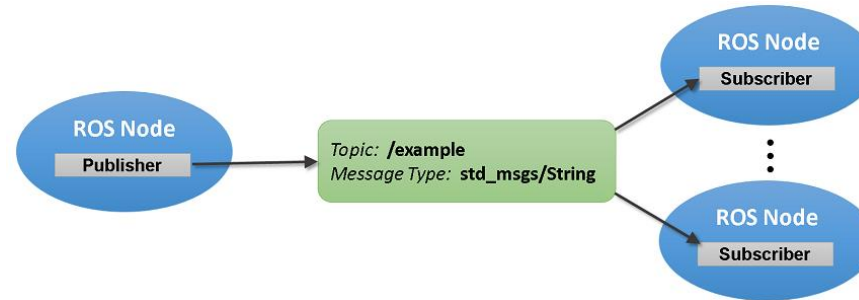 ROS Node
Publisher
Topic: /example
Message Type: std_msgs/String
ROS Node
Subscriber
ROS Node
Subscriber